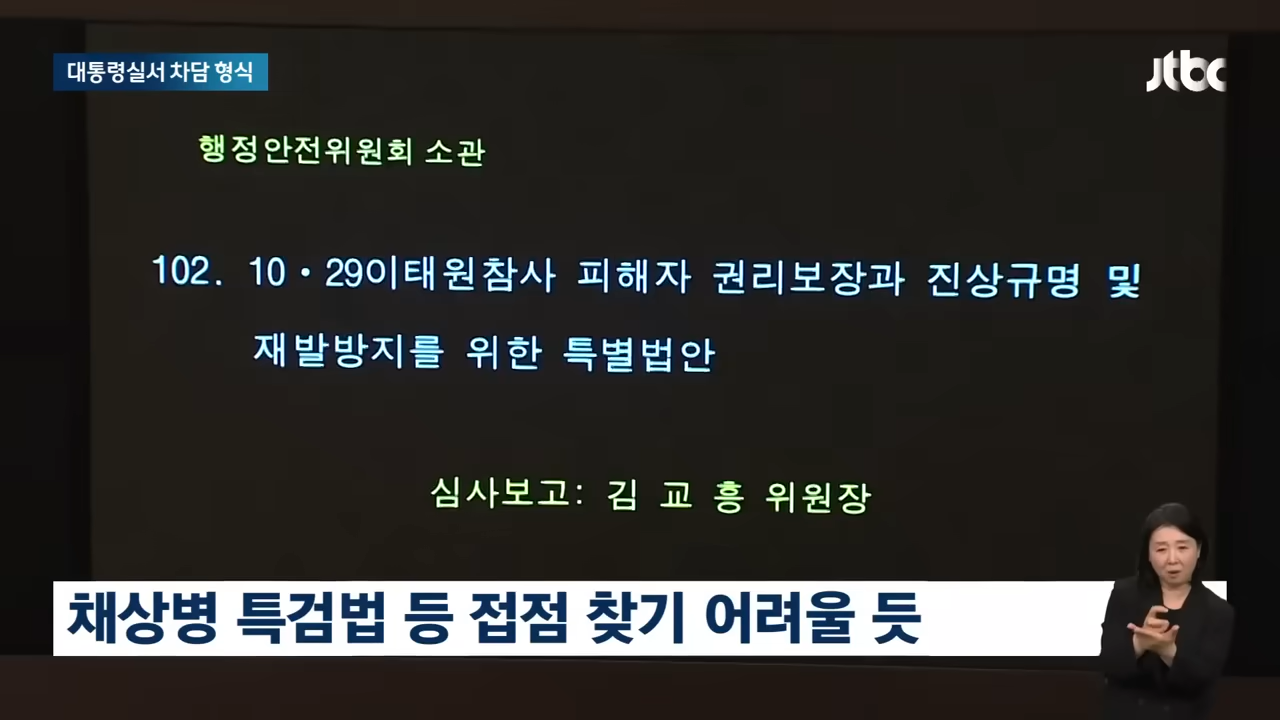 대통령실서 차담 형식
jtbc
행정안전위원회 소관
102. 10·29이태원참사 피해자 권리보장과 진상규명 및
재발방지를 위한 특별법안
심사보고: 김 교 흥 위원장
채상병 특검법 등 접점 찾기 어려울 듯